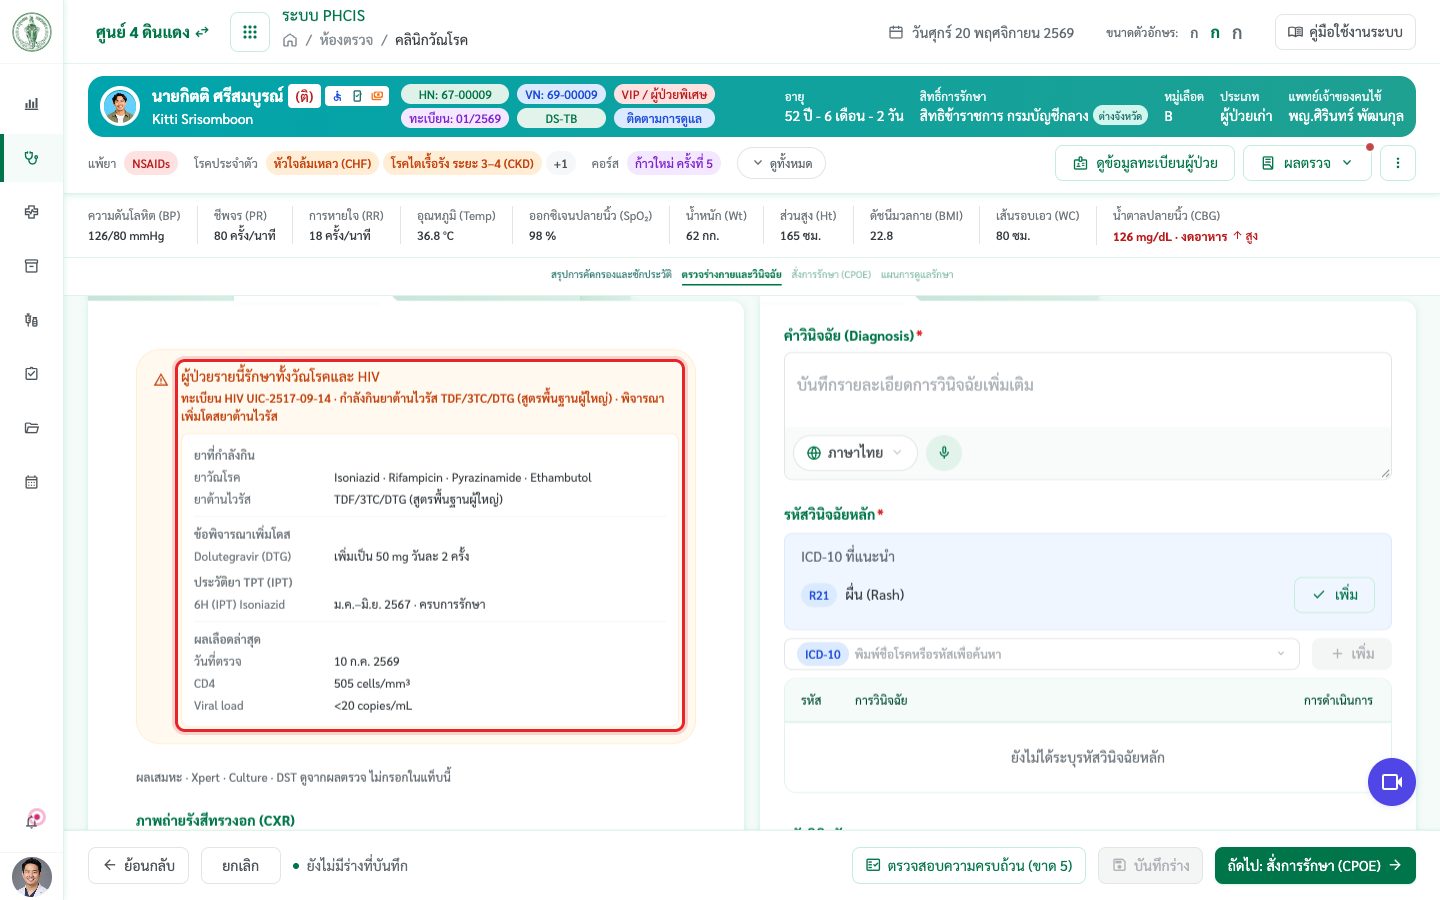 ศูนย์ 4 ดินแดง
ระบบ PHCIS
/ ห้องตรวจ / คลินิกวัณโรค
วันศุกร์ 20 พฤศจิกายน 2569
ขนาดตัวอักษร: ก ก ก
คู่มือใช้งานระบบ
นายกิตติ ศรีสมบูรณ์ (ติ)
Kitti Srisomboon
HN: 67-00009
VN: 69-00009
VIP / ผู้ป่วยพิเศษ
ทะเบียน: 01/2569
DS-TB
ติดตามการดูแล
อายุ
52 ปี - 6 เดือน - 2 วัน
สิทธิ์การรักษา
สิทธิข้าราชการ กรมบัญชีกลาง ต่างจังหวัด
หมู่เลือด
B
ประเภท
ผู้ป่วยเก่า
แพทย์เจ้าของคนไข้
พญ.ศิรินทร์ พัฒนกุล
แพ้ยา NSAIDs โรคประจำตัว หัวใจล้มเหลว (CHF) โรคไตเรื้อรัง ระยะ 3–4 (CKD) +1 คอร์ส ก้าวใหม่ ครั้งที่ 5 ดูทั้งหมด
ดูข้อมูลทะเบียนผู้ป่วย
ผลตรวจ
ความดันโลหิต (BP)
126/80 mmHg
ชีพจร (PR)
80 ครั้ง/นาที
การหายใจ (RR)
18 ครั้ง/นาที
อุณหภูมิ (Temp)
36.8 °C
ออกซิเจนปลายนิ้ว (SpO₂)
98 %
น้ำหนัก (Wt)
62 กก.
ส่วนสูง (Ht)
165 ซม.
ดัชนีมวลกาย (BMI)
22.8
เส้นรอบเอว (WC)
80 ซม.
น้ำตาลปลายนิ้ว (CBG)
126 mg/dL · งดอาหาร ↑ สูง
สรุปการคัดกรองและซักประวัติ
ตรวจร่างกายและวินิจฉัย
สั่งการรักษา (CPOE)
แผนการดูแลรักษา
ผู้ป่วยรายนี้รักษาทั้งวัณโรคและ HIV
ทะเบียน HIV UIC-2517-09-14 · กำลังกินยาต้านไวรัส TDF/3TC/DTG (สูตรพื้นฐานผู้ใหญ่) · พิจารณา
เพิ่มโดสยาต้านไวรัส
ยาที่กำลังกิน
ยาวัณโรค Isoniazid · Rifampicin · Pyrazinamide · Ethambutol
ยาต้านไวรัส TDF/3TC/DTG (สูตรพื้นฐานผู้ใหญ่)
ข้อพิจารณาเพิ่มโดส
Dolutegravir (DTG) เพิ่มเป็น 50 mg วันละ 2 ครั้ง
ประวัติยา TPT (IPT)
6H (IPT) Isoniazid ม.ค.–มิ.ย. 2567 · ครบการรักษา
ผลเลือดล่าสุด
วันที่ตรวจ 10 ก.ค. 2569
CD4 505 cells/mm³
Viral load <20 copies/mL
ผลเสมหะ · Xpert · Culture · DST ดูจากผลตรวจ ไม่กรอกในแท็บนี้
ภาพถ่ายรังสีทรวงอก (CXR)
คำวินิจฉัย (Diagnosis)*
บันทึกรายละเอียดการวินิจฉัยเพิ่มเติม
ภาษาไทย
รหัสวินิจฉัยหลัก*
ICD-10 ที่แนะนำ
R21 ผื่น (Rash)
เพิ่ม
ICD-10 พิมพ์ชื่อโรคหรือรหัสเพื่อค้นหา
+ เพิ่ม
รหัส การวินิจฉัย การดำเนินการ
ยังไม่ได้ระบุรหัสวินิจฉัยหลัก
ย้อนกลับ
ยกเลิก
ยังไม่มีร่างที่บันทึก
ตรวจสอบความครบถ้วน (ขาด 5)
บันทึกร่าง
ถัดไป: สั่งการรักษา (CPOE)